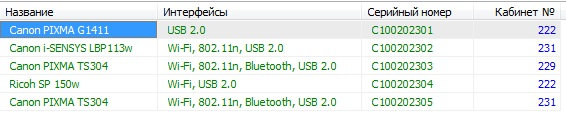 Название Интерфейсы Серийный номер Кабинет №
Canon PIXMA G1411 USB 2.0 C100202301 222
Canon i-SENSYS LBP113w Wi-Fi, 802.11n, USB 2.0 C100202302 231
Canon PIXMA TS304 Wi-Fi, 802.11n, Bluetooth, USB 2.0 C100202303 229
Ricoh SP 150w Wi-Fi, 802.11n, USB 2.0 C100202304 222
Canon PIXMA TS304 Wi-Fi, 802.11n, Bluetooth, USB 2.0 C100202305 231